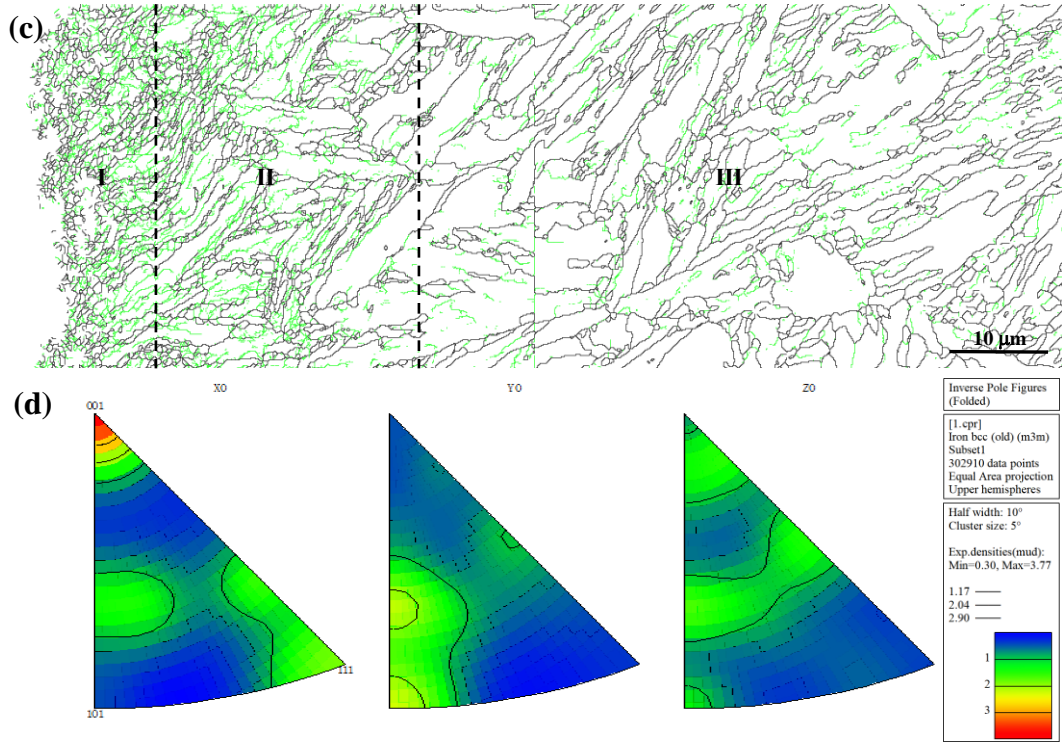 (c)
I
II
III
10 μm
(d)
X0
Y0
Z0
001
101
111
Inverse Pole Figures
(Folded)
[1.cpr]
Iron bcc (old) (m3m)
Subset1
302910 data points
Equal Area projection
Upper hemispheres
Half width: 10°
Cluster size: 5°
Exp.densities(mud):
Min=0.30, Max=3.77
1.17
2.04
2.90
1
2
3